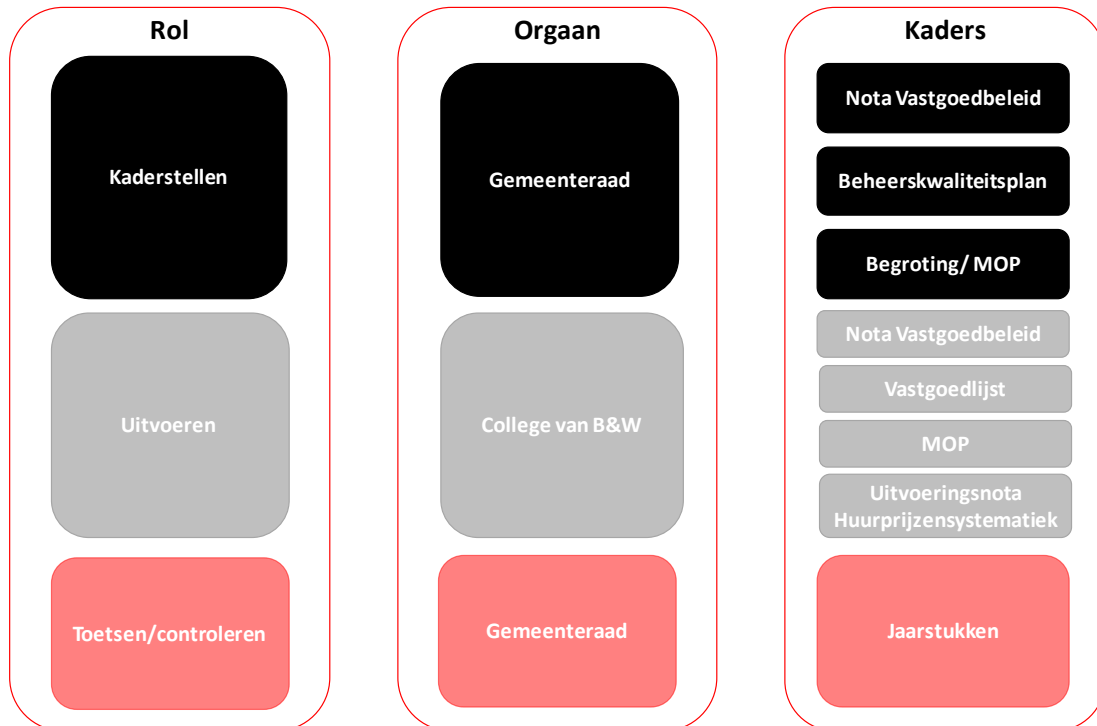 Rol
Kaderstellen
Uitvoeren
Toetsen/controleren
Orgaan
Gemeenteraad
College van B&W
Gemeenteraad
Kaders
Nota Vastgoedbeleid
Beheerskwaliteitsplan
Begroting/ MOP
Nota Vastgoedbeleid
Vastgoedlijst
MOP
Uitvoeringsnota
Huurprijzensystematiek
Jaarstukken